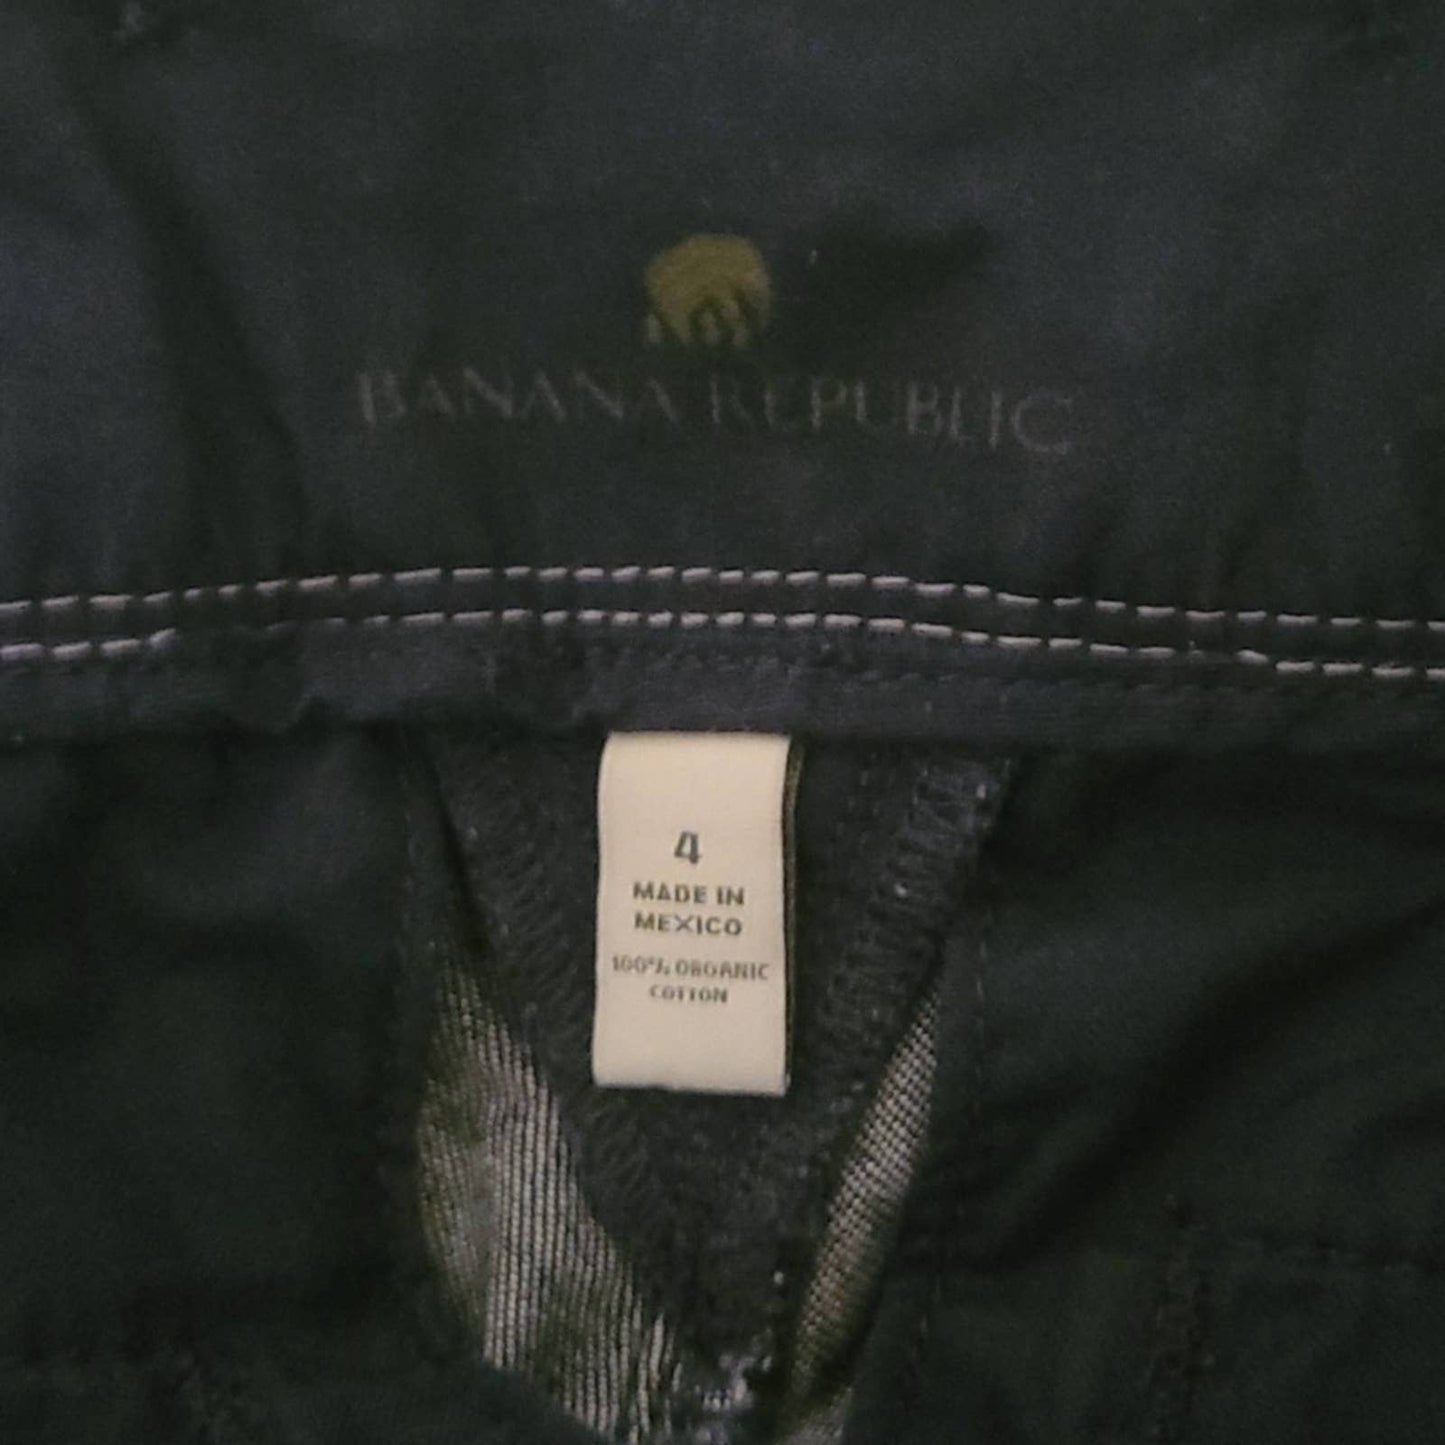 BANANA REPUBLIC
4
MADE IN
MEXICO
100% ORGANIC
COTTON